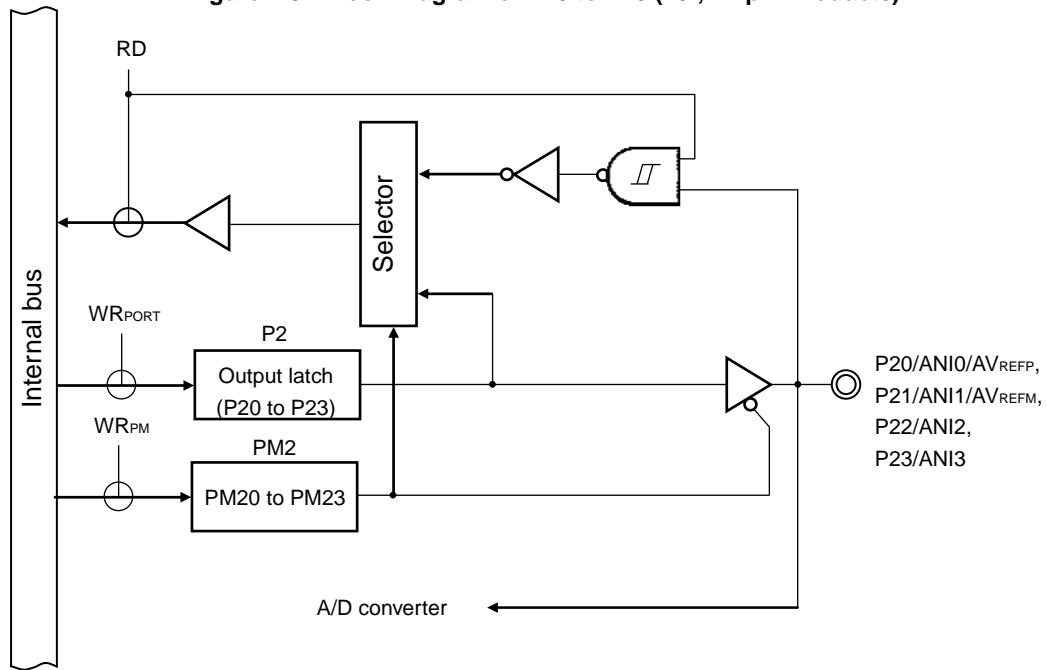 RD
Selector
Internal bus
WRPORT
P2
Output latch
(P20 to P23)
WRPM
PM2
PM20 to PM23
P20/ANI0/AVREFP,
P21/ANI1/AVREFM,
P22/ANI2,
P23/ANI3
A/D converter